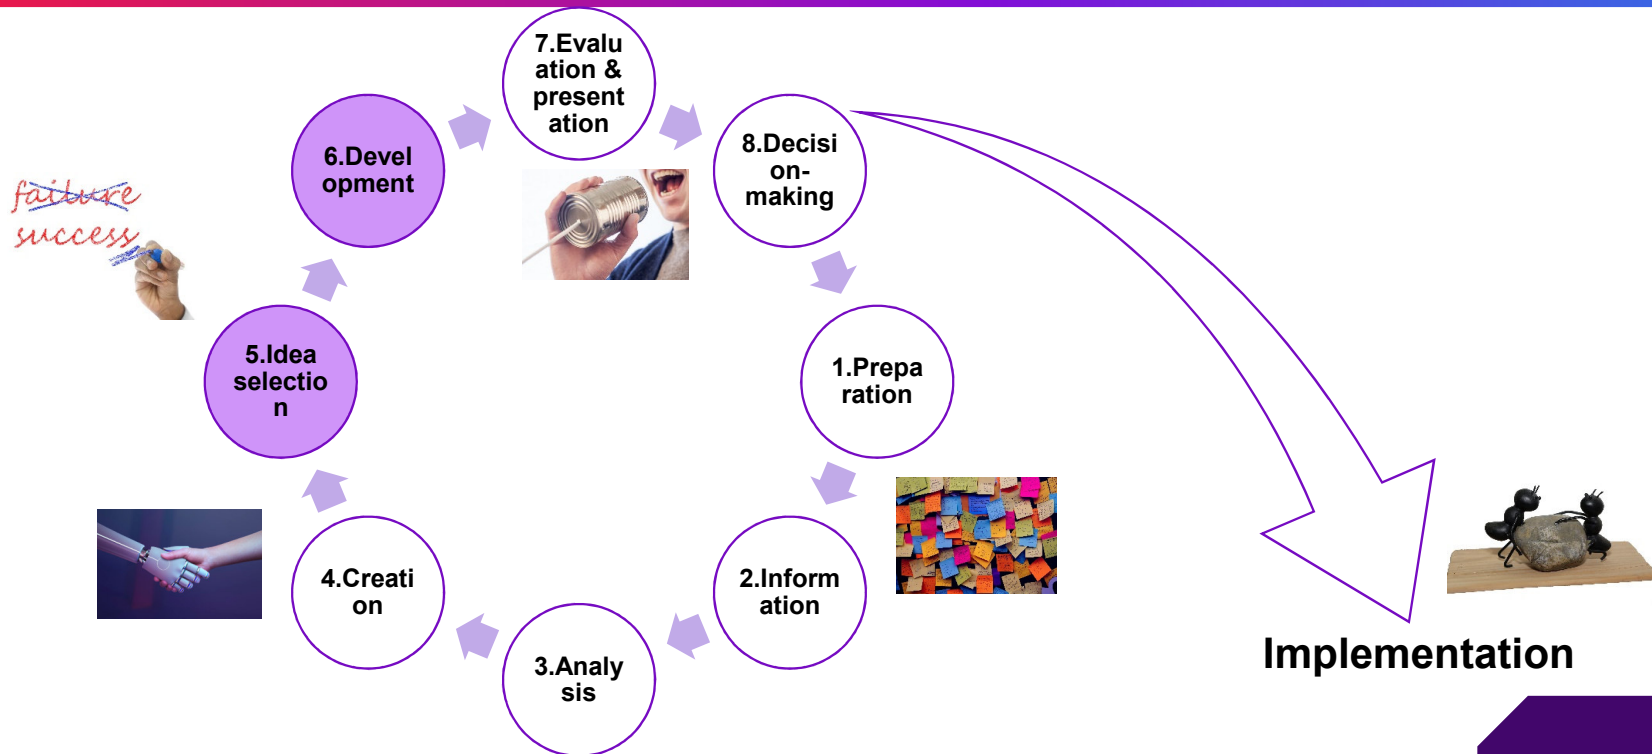 7.Evalu
ation &
present
ation
6.Devel
opment
8.Decisi
on-
making
failure
success
5.Idea
selectio
n
1.Prepa
ration
4.Creati
on
2.Inform
ation
3.Analy
sis
Implementation